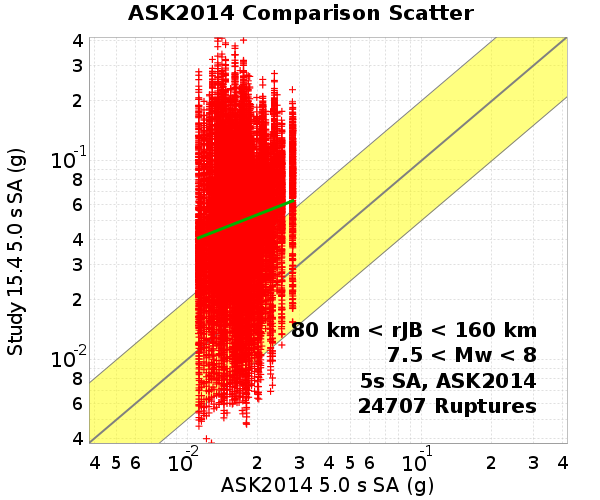 ASK2014 Comparison Scatter
4
3
2
10-1
8
6
4
3
2
10-2
8
6
4
Study 15.4 5.0 s SA (g)
80 km < rJB < 160 km
7.5 < Mw < 8
5s SA, ASK2014
24707 Ruptures
4 5 6 10-2 2 3 4 5 6 10-1 2 3 4
ASK2014 5.0 s SA (g)